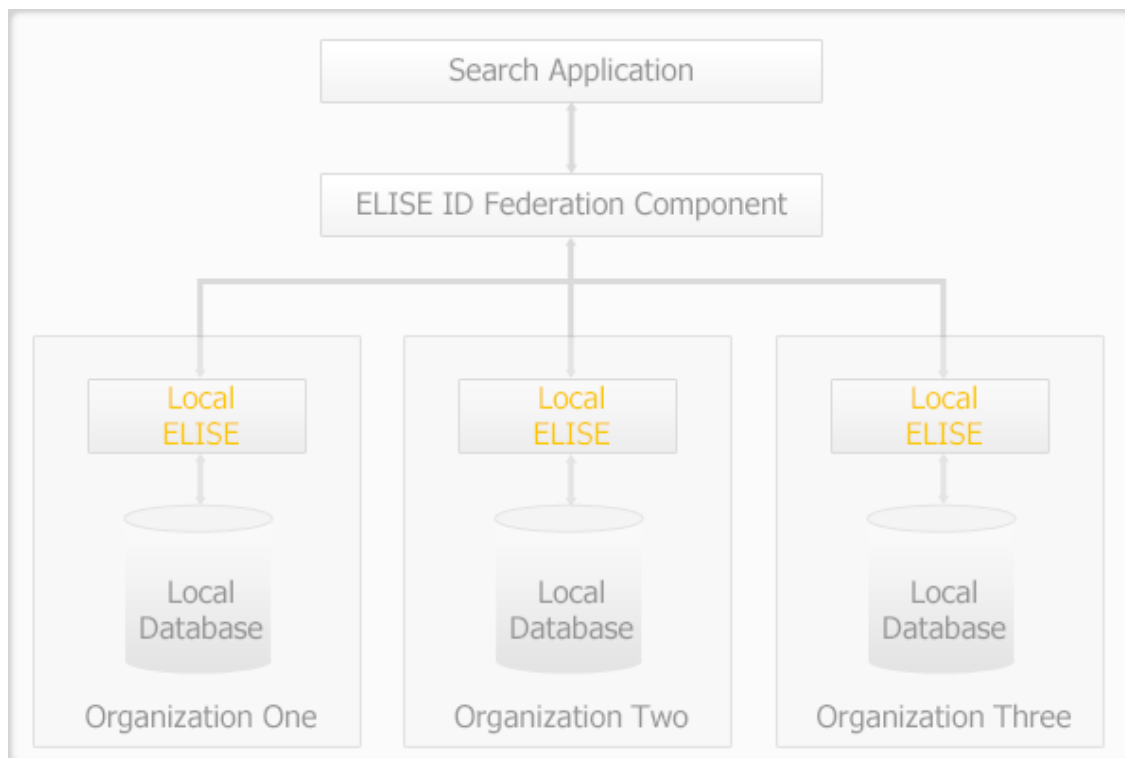 Search Application
ELISE ID Federation Component
Local
ELISE
Local
ELISE
Local
ELISE
Local
Database
Local
Database
Local
Database
Organization One
Organization Two
Organization Three